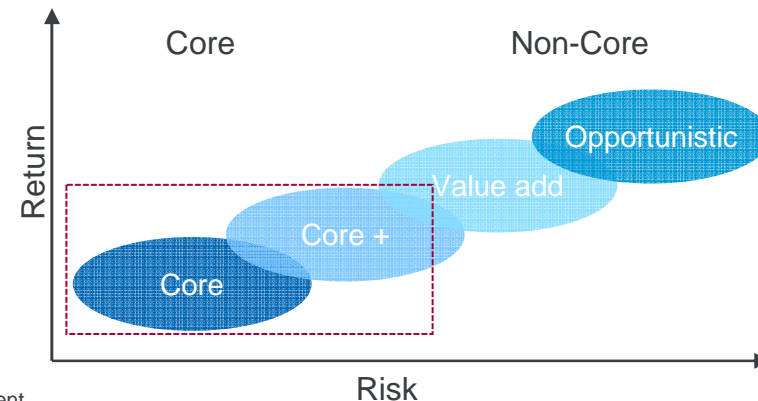 Core
Non-Core
Opportunistic
Return
Value add
Core +
Core
Risk